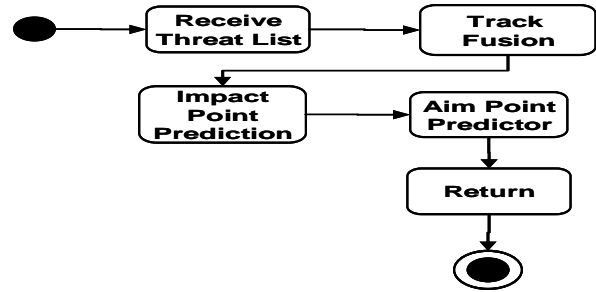 Receive
Threat List
Track
Fusion
Impact
Point
Prediction
Aim Point
Predictor
Return